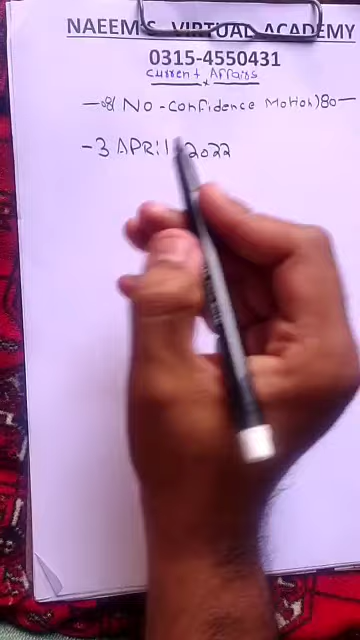 NAEEM'S VIRTUAL ACADEMY
0315-4550431
Current Affairs
No-confidence Motion
-3 APRIL 2022